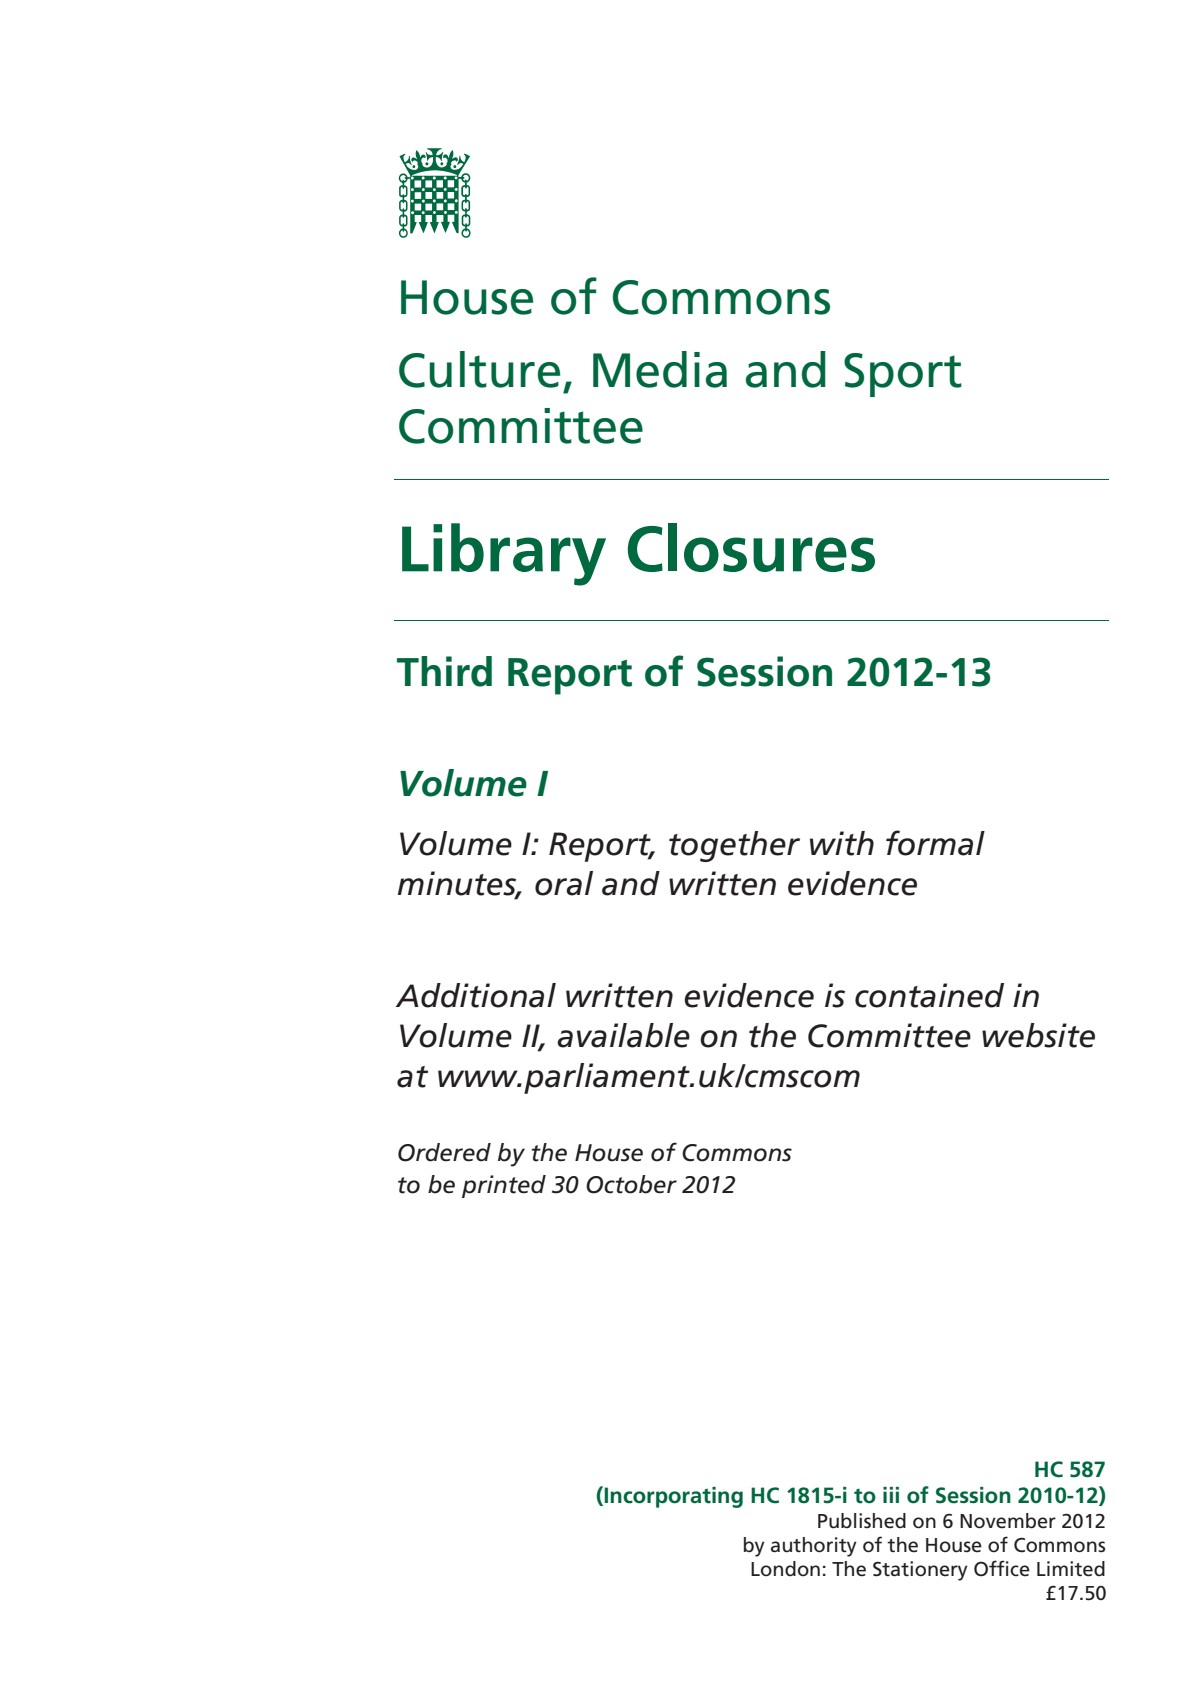 House of Commons
Culture, Media and Sport
Committee
Library Closures
Third Report of Session 2012-13
Volume I
Volume I: Report, together with formal
minutes, oral and written evidence
Additional written evidence is contained in
Volume II, available on the Committee website
at www.parliament.uk/cmscom
Ordered by the House of Commons
to be printed 30 October 2012
HC 587
(Incorporating HC 1815-i to iii of Session 2010-12)
Published on 6 November 2012
by authority of the House of Commons
London: The Stationery Office Limited
£17.50